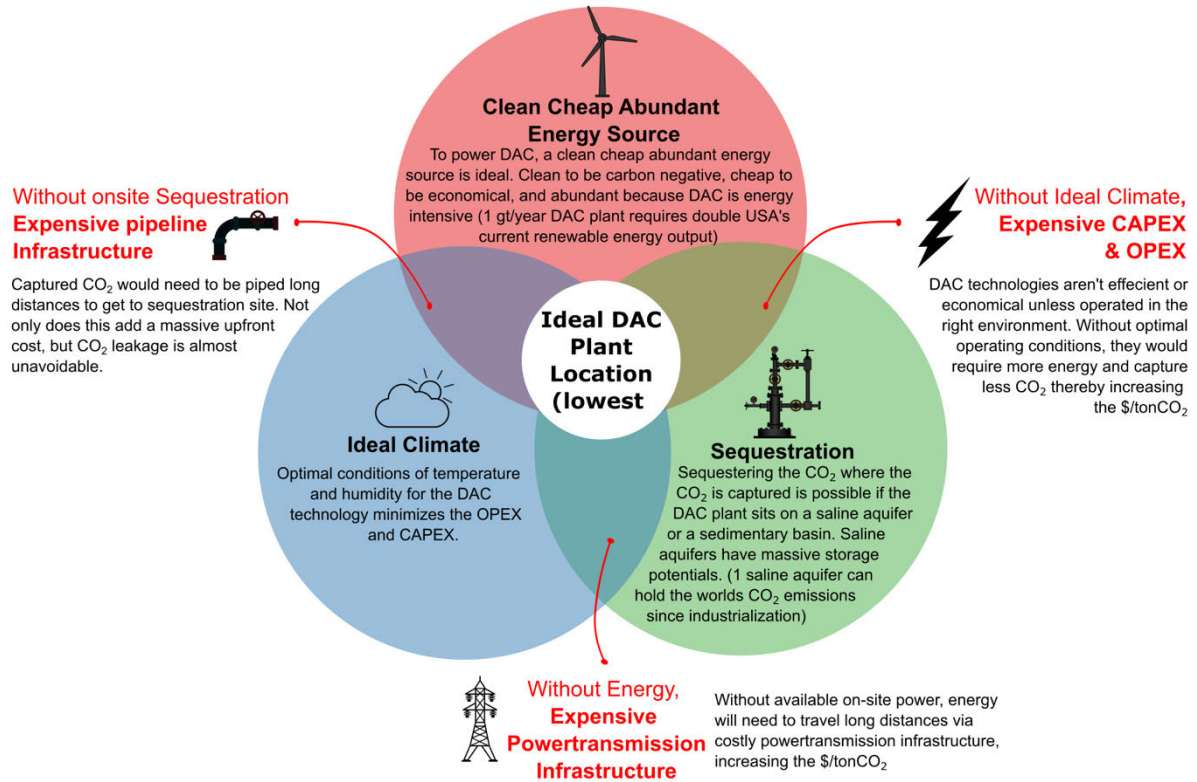 Clean Cheap Abundant
Energy Source
To power DAC, a clean cheap abundant energy
source is ideal. Clean to be carbon negative, cheap to
be economical, and abundant because DAC is energy
intensive (1 gt/year DAC plant requires double USA's
current renewable energy output)
Without onsite Sequestration
Expensive pipeline
Infrastructure
Captured CO₂ would need to be piped long
distances to get to sequestration site. Not
only does this add a massive upfront
cost, but CO₂ leakage is almost
unavoidable.
Without Ideal Climate,
Expensive CAPEX
& OPEX
DAC technologies aren't effecient or
economical unless operated in the
right environment. Without optimal
operating conditions, they would
require more energy and capture
less CO₂ thereby increasing
the $/tonCO₂
Ideal DAC
Plant
Location
(lowest
Ideal Climate
Optimal conditions of temperature
and humidity for the DAC
technology minimizes the OPEX
and CAPEX.
Sequestration
Sequestering the CO₂ where the
CO₂ is captured is possible if the
DAC plant sits on a saline aquifer
or a sedimentary basin. Saline
aquifers have massive storage
potentials. (1 saline aquifer can
hold the worlds CO₂ emissions
since industrialization)
Without Energy,
Expensive
Powertransmission
Infrastructure
Without available on-site power, energy
will need to travel long distances via
costly powertransmission infrastructure,
increasing the $/tonCO₂